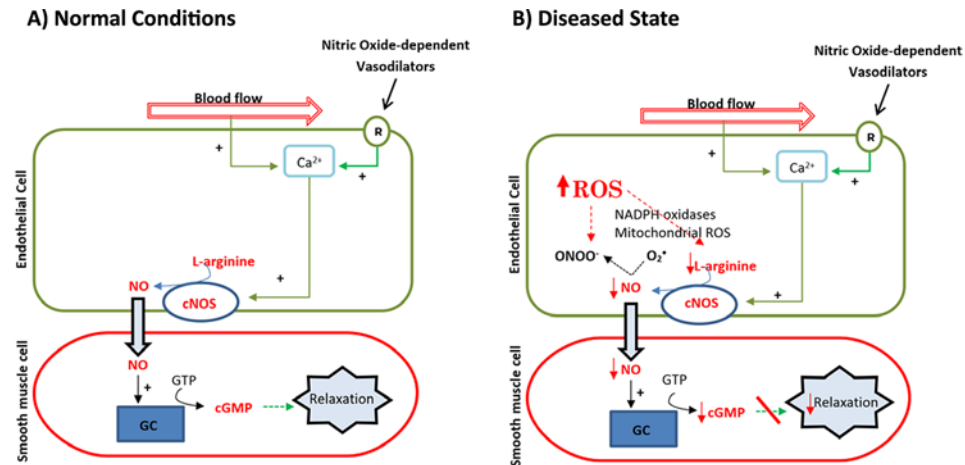 A) Normal Conditions
Nitric Oxide-dependent
Vasodilators
Blood flow
R
+
Ca²⁺
+
Endothelial Cell
L-arginine
+
NO
cNOS
Smooth muscle cell
NO
+
GTP
GC
cGMP
Relaxation
B) Diseased State
Nitric Oxide-dependent
Vasodilators
Blood flow
R
+
Ca²⁺
+
Endothelial Cell
ROS
NADPH oxidases
Mitochondrial ROS
ONOO⁻
O₂•
L-arginine
NO
cNOS
+
Smooth muscle cell
NO
+
GTP
GC
cGMP
Relaxation